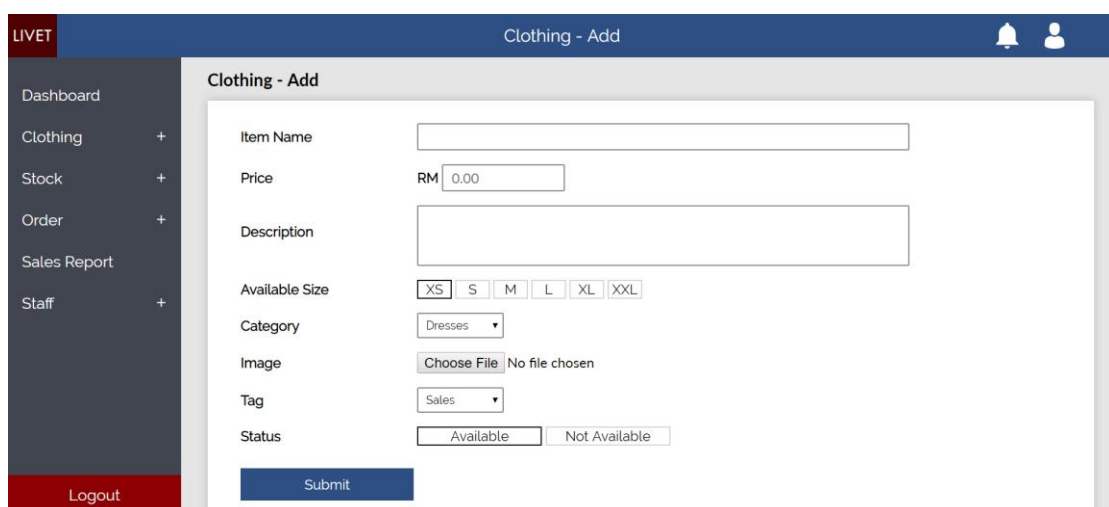 LIVET Clothing - Add
Clothing - Add
Dashboard
Clothing +
Stock +
Order +
Sales Report
Staff +
Logout
Item Name
Price RM 0.00
Description
Available Size XS S M L XL XXL
Category Dresses
Image Choose File No file chosen
Tag Sales
Status Available Not Available
Submit